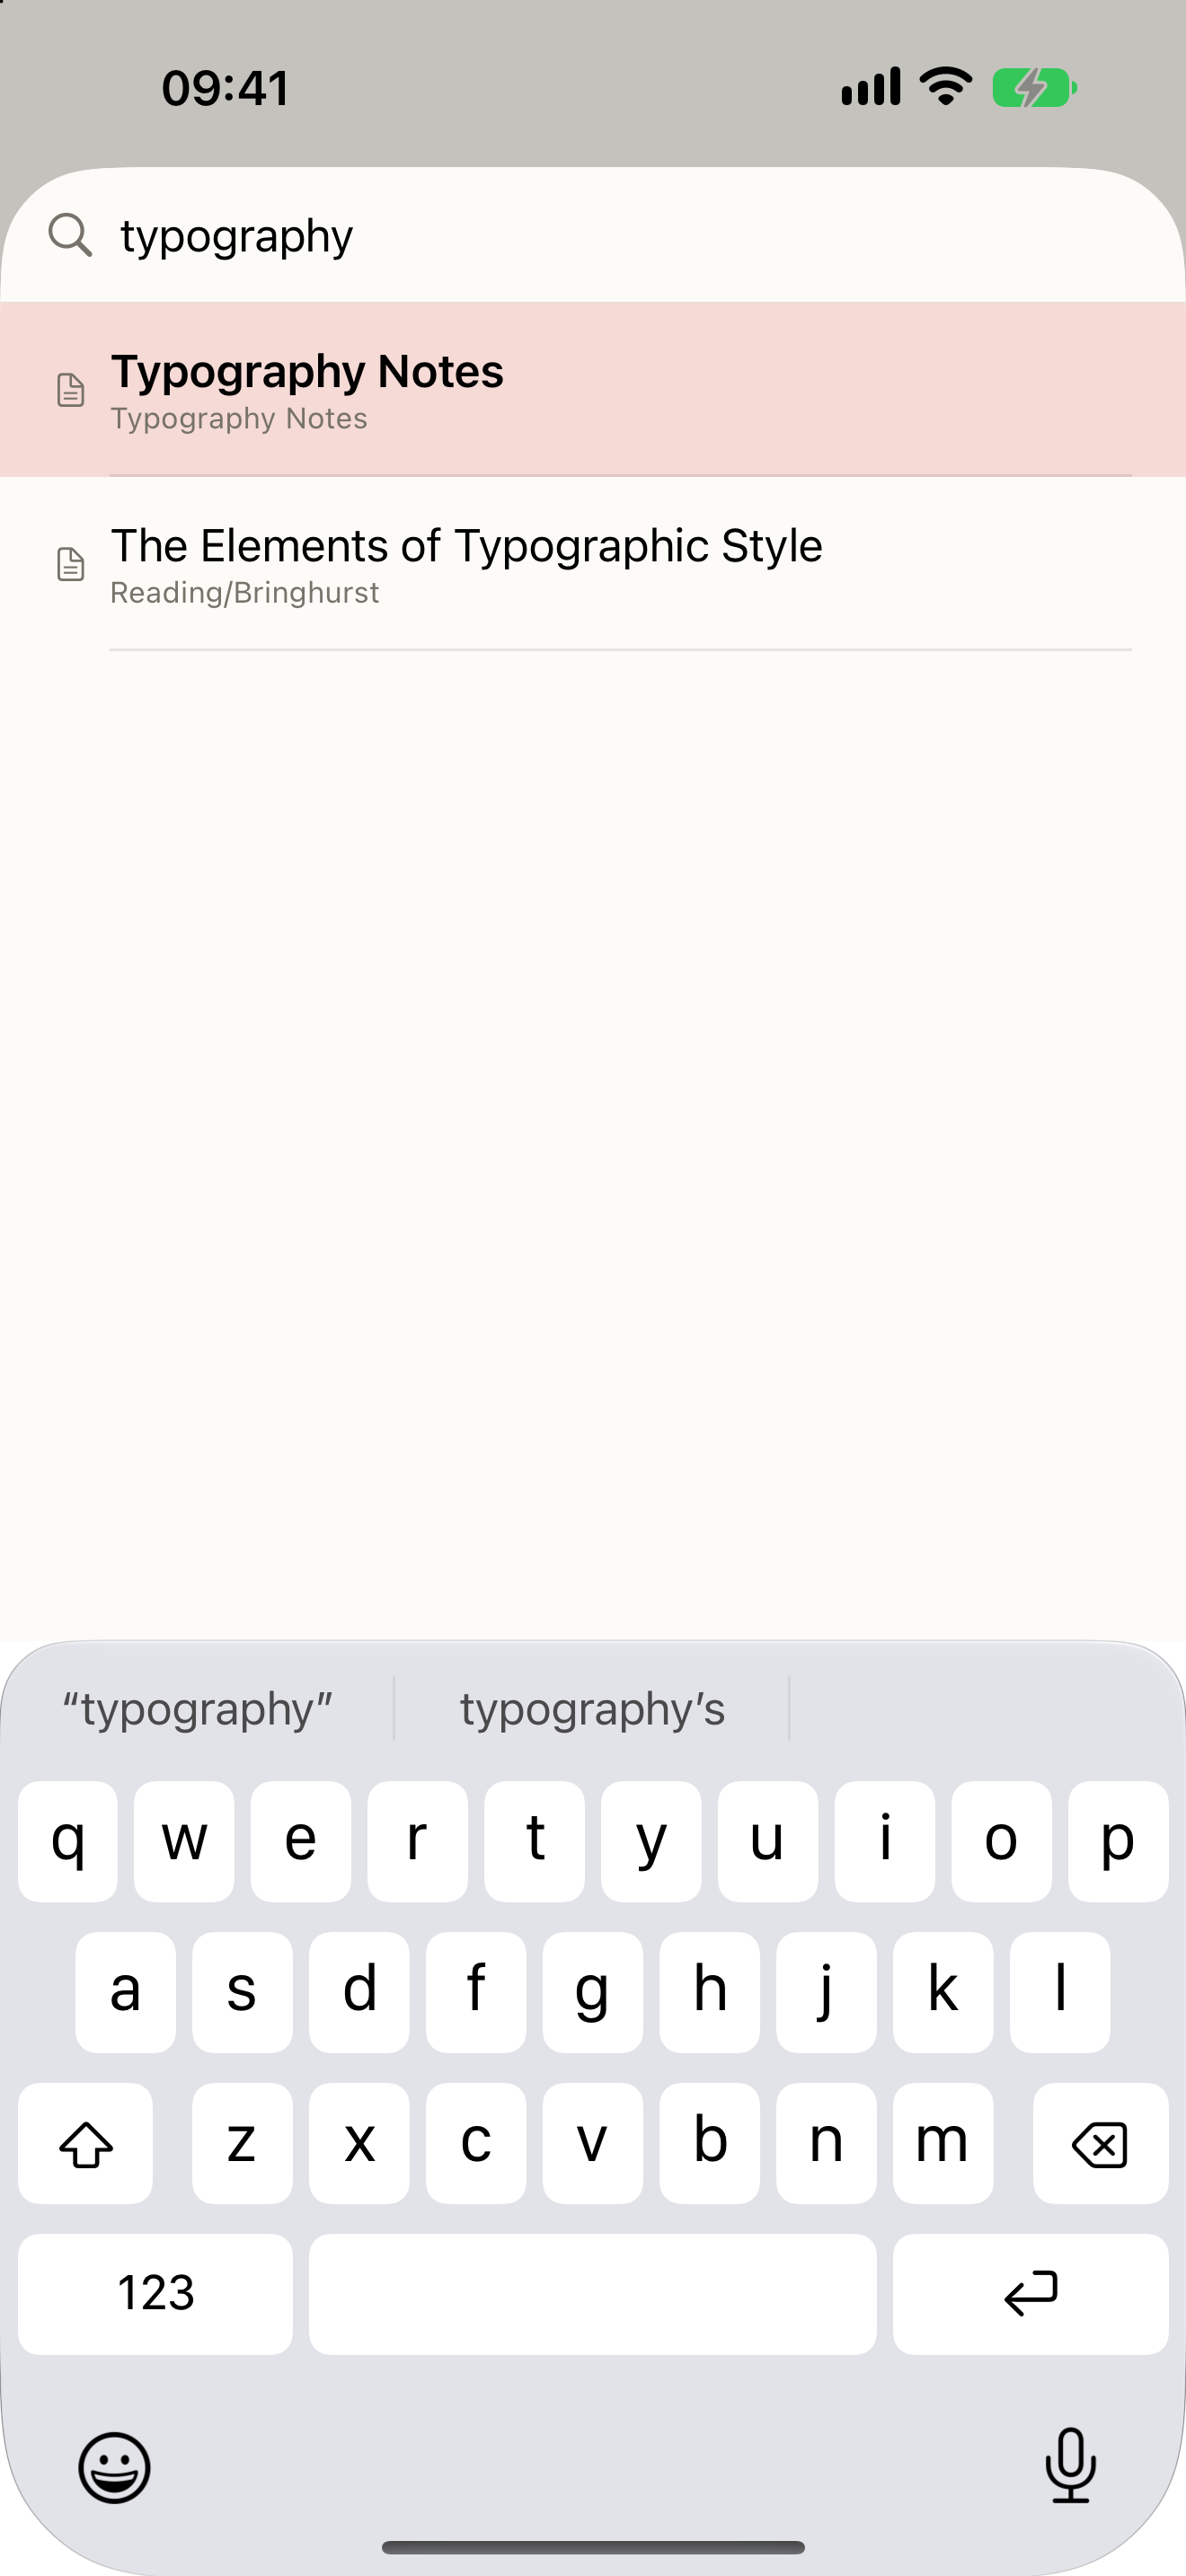 09:41
typography
Typography Notes
Typography Notes
The Elements of Typographic Style
Reading/Bringhurst
“typography” typography’s
q w e r t y u i o p
a s d f g h j k l
z x c v b n m
123